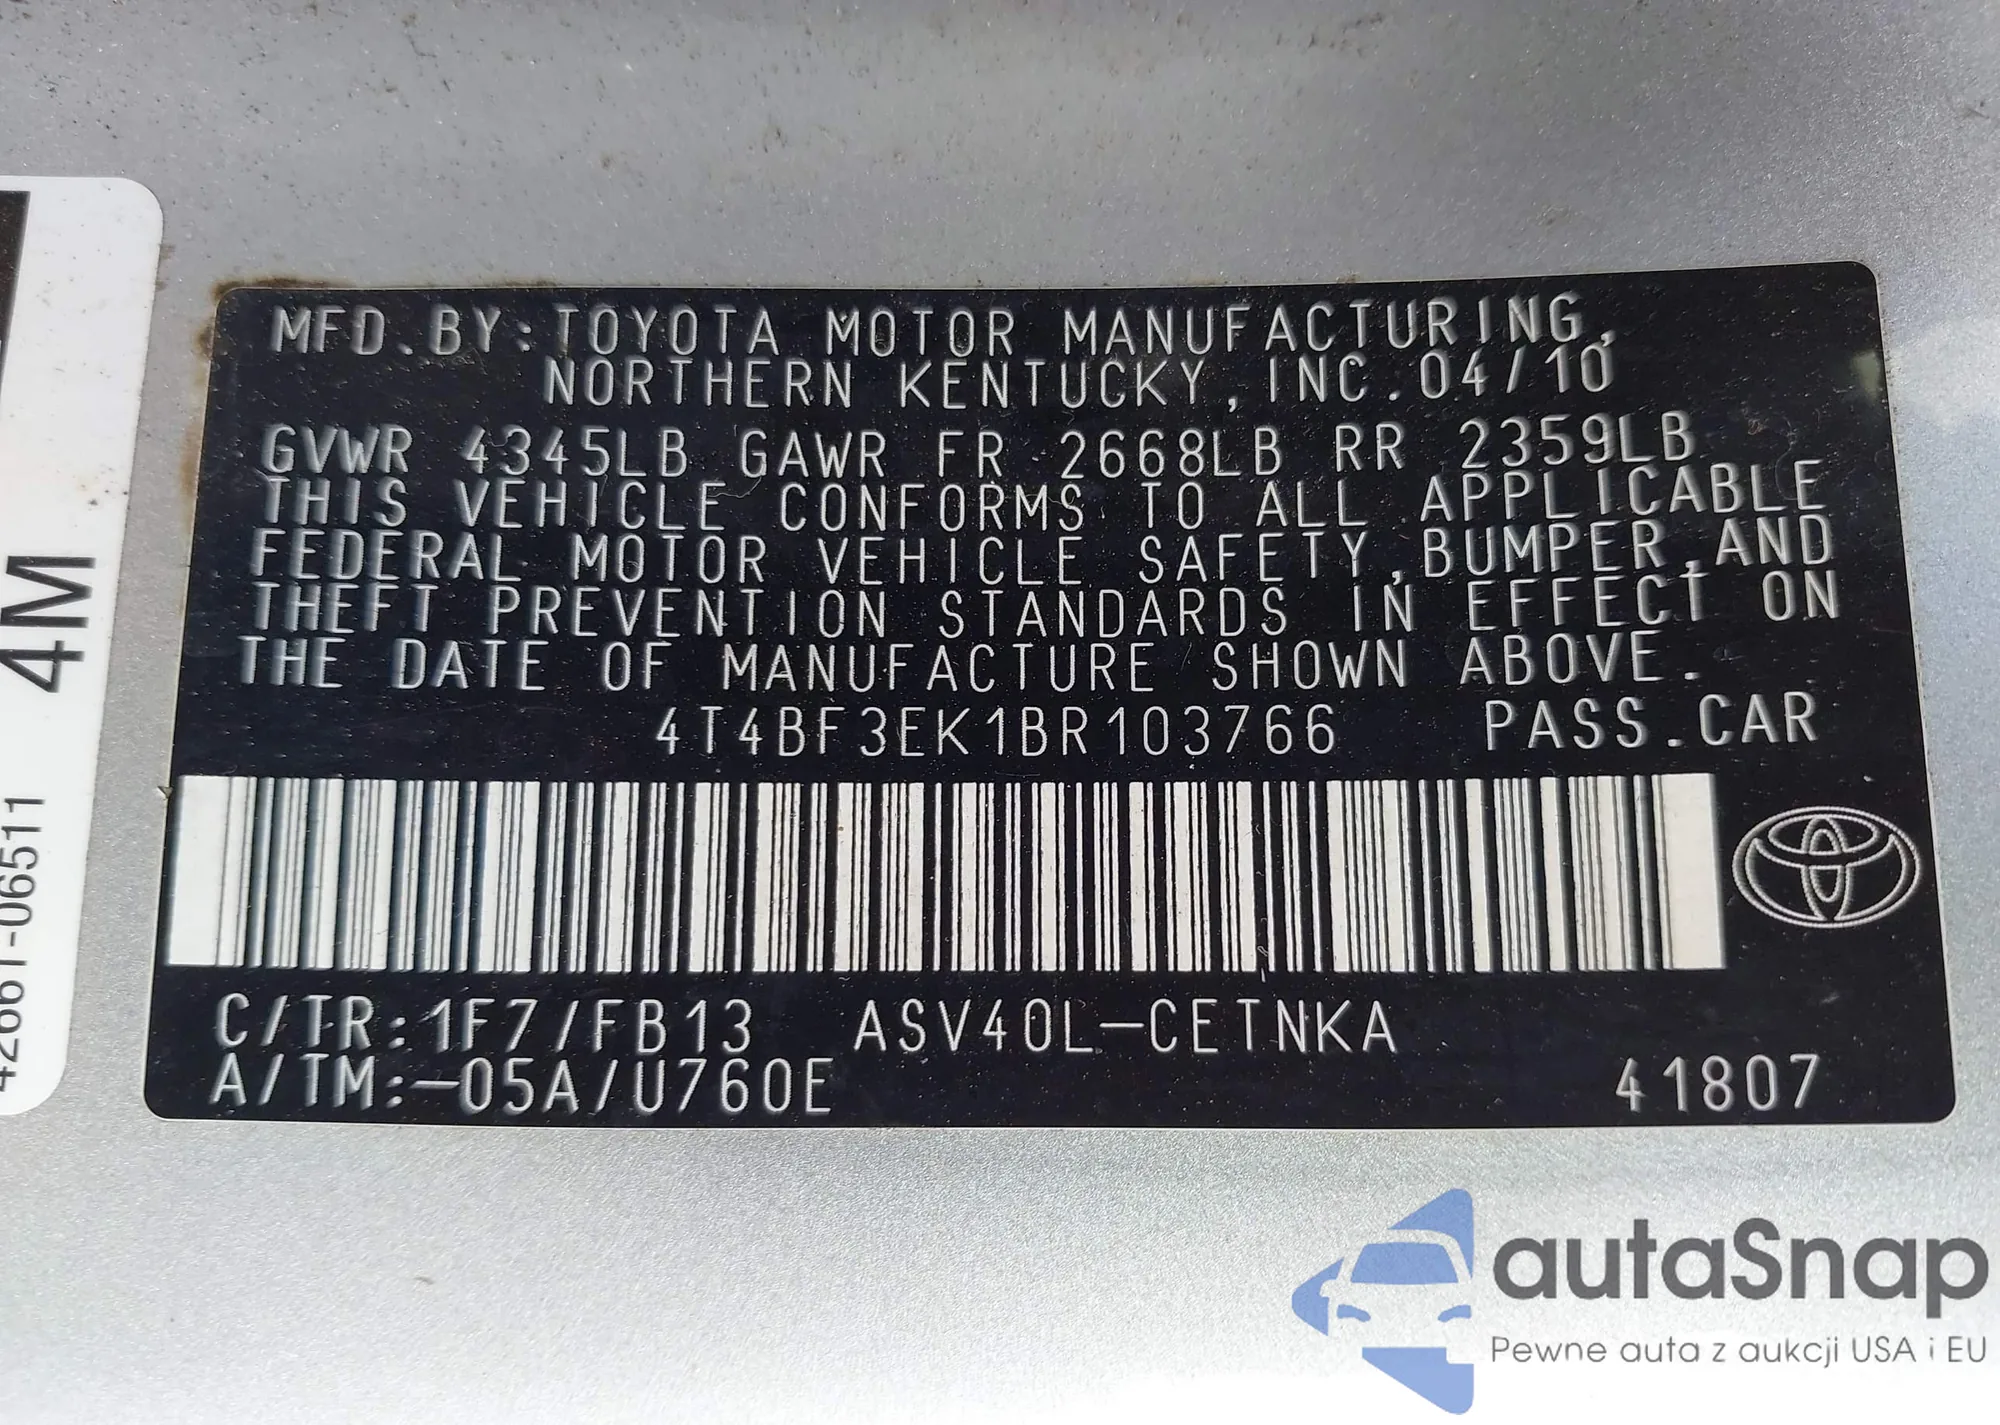 MFD.BY:TOYOTA MOTOR MANUFACTURING,
NORTHERN KENTUCKY,INC.04/10
GVWR 4345LB GAWR FR 2668LB RR 2359LB
THIS VEHICLE CONFORMS TO ALL APPLICABLE
FEDERAL MOTOR VEHICLE SAFETY,BUMPER,AND
THEFT PREVENTION STANDARDS IN EFFECT ON
THE DATE OF MANUFACTURE SHOWN ABOVE.
4T4BF3EK1BR103766 PASS.CAR
C/TR:1F7/FB13 ASV40L-CETNKA
A/TM:-05A/U760E 41807
4M
42661-06511
autaSnap
Pewne auta z aukcji USA i EU